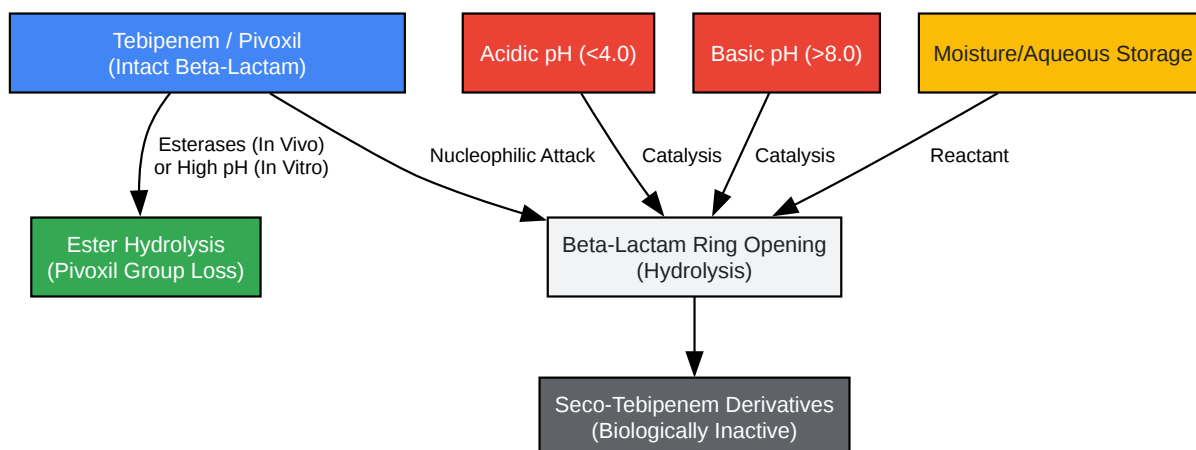 Tebipenem / Pivoxil
(Intact Beta-Lactam)
Acidic pH (<4.0)
Basic pH (>8.0)
Moisture/Aqueous Storage
Esterases (In Vivo)
or High pH (In Vitro)
Nucleophilic Attack
Catalysis
Catalysis
Reactant
Ester Hydrolysis
(Pivoxil Group Loss)
Beta-Lactam Ring Opening
(Hydrolysis)
Seco-Tebipenem Derivatives
(Biologically Inactive)